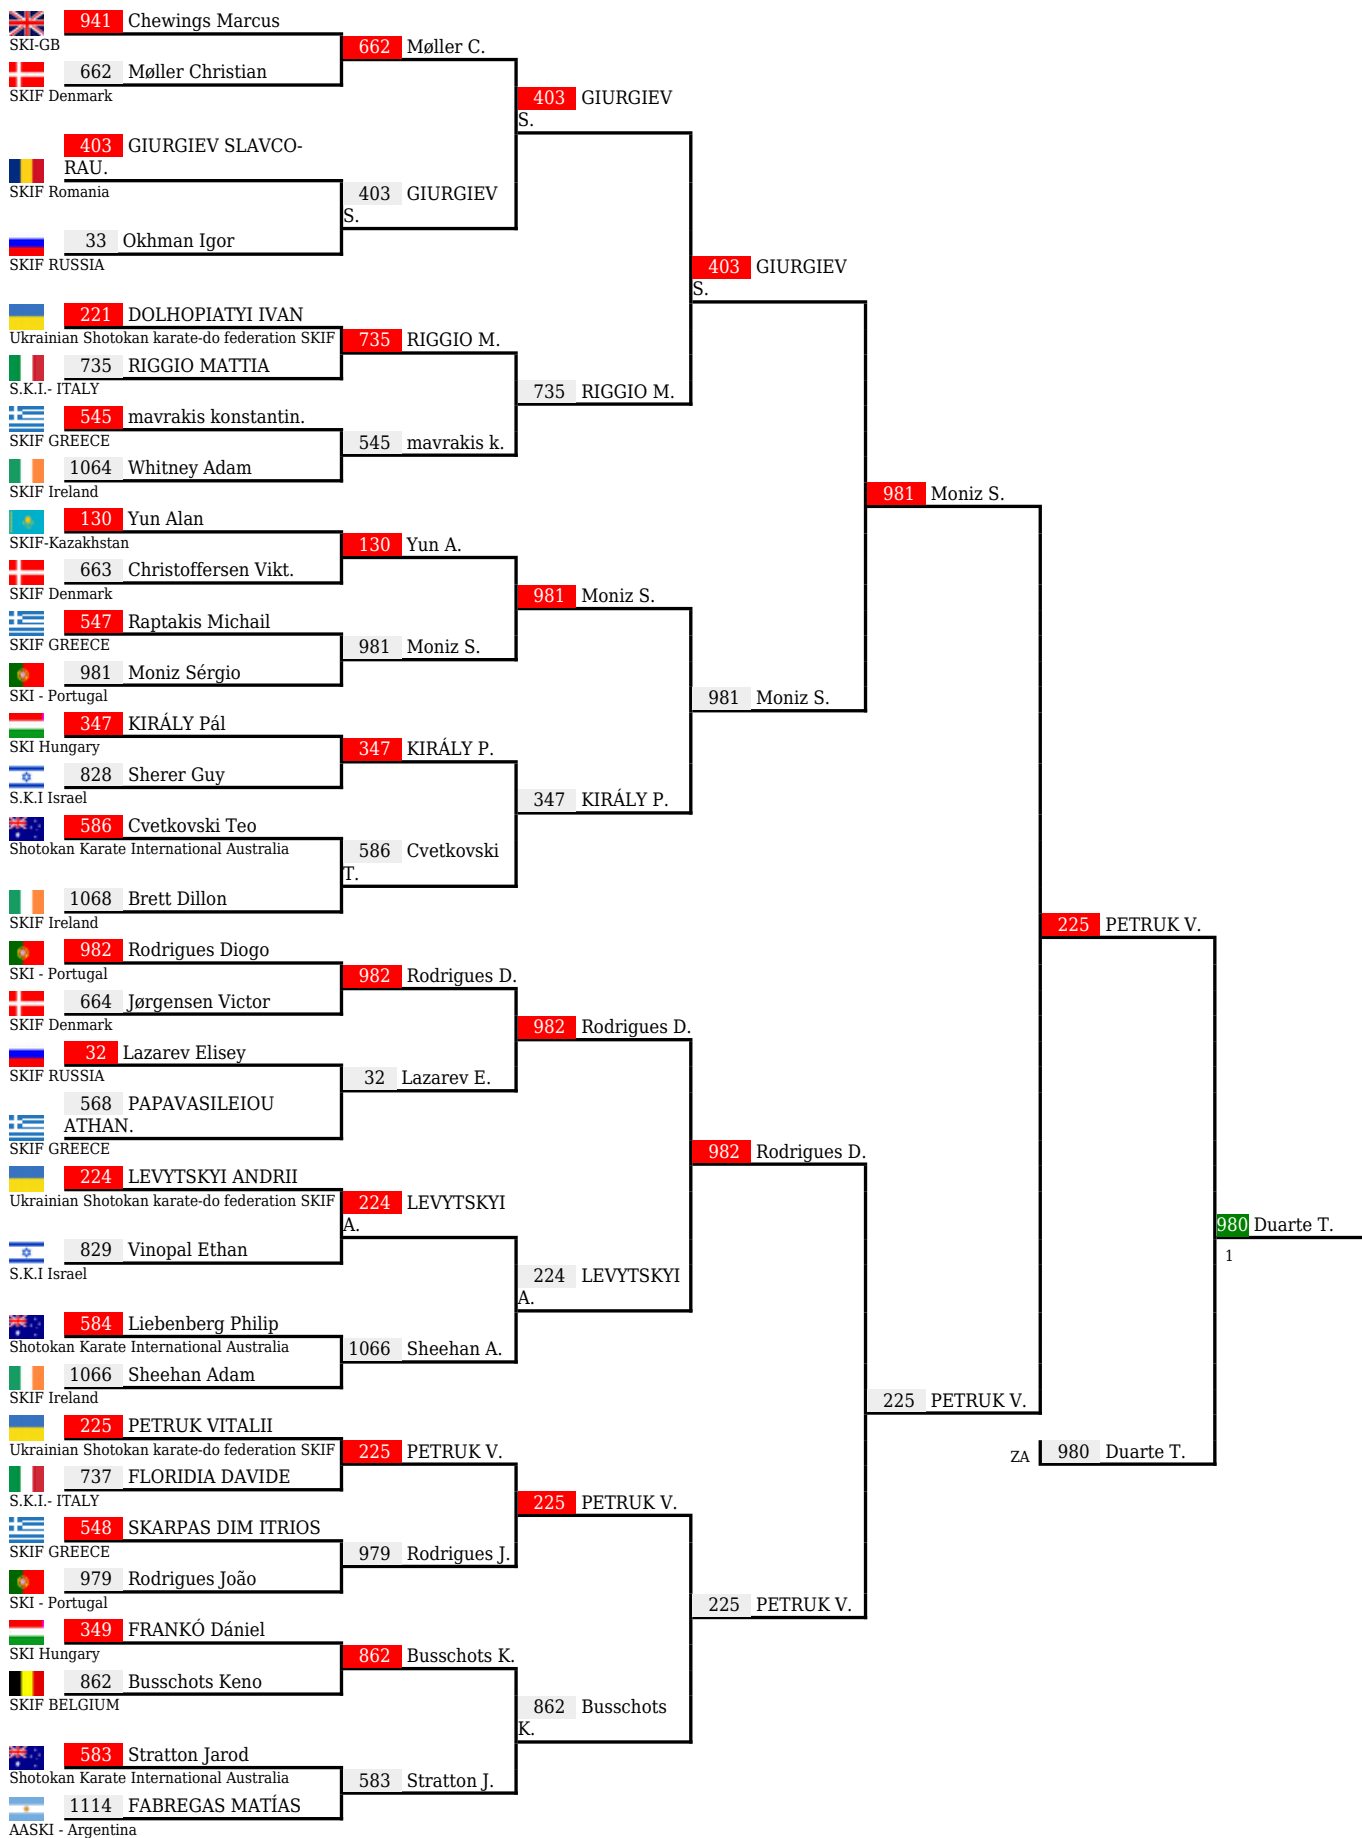 941 Chewings Marcus
SKI-GB
662 Møller Christian
SKIF Denmark
403 GIURGIEV SLAVCO-
RAU.
SKIF Romania
33 Okhman Igor
SKIF RUSSIA
221 DOLHOPIATYI IVAN
Ukrainian Shotokan karate-do federation SKIF
735 RIGGIO MATTIA
S.K.I.- ITALY
545 mavrakis konstantin.
SKIF GREECE
1064 Whitney Adam
SKIF Ireland
130 Yun Alan
SKIF-Kazakhstan
663 Christoffersen Vikt.
SKIF Denmark
547 Raptakis Michail
SKIF GREECE
981 Moniz Sérgio
SKI - Portugal
347 KIRÁLY Pál
SKI Hungary
828 Sherer Guy
S.K.I Israel
586 Cvetkovski Teo
Shotokan Karate International Australia
1068 Brett Dillon
SKIF Ireland
982 Rodrigues Diogo
SKI - Portugal
664 Jørgensen Victor
SKIF Denmark
32 Lazarev Elisey
SKIF RUSSIA
568 PAPAVASILEIOU
ATHAN.
SKIF GREECE
224 LEVYTSKYI ANDRII
Ukrainian Shotokan karate-do federation SKIF
829 Vinopal Ethan
S.K.I Israel
584 Liebenberg Philip
Shotokan Karate International Australia
1066 Sheehan Adam
SKIF Ireland
225 PETRUK VITALII
Ukrainian Shotokan karate-do federation SKIF
737 FLORIDIA DAVIDE
S.K.I.- ITALY
548 SKARPAS DIM ITRIOS
SKIF GREECE
979 Rodrigues João
SKI - Portugal
349 FRANKÓ Dániel
SKI Hungary
862 Busschots Keno
SKIF BELGIUM
583 Stratton Jarod
Shotokan Karate International Australia
1114 FABREGAS MATÍAS
AASKI - Argentina
662 Møller C.
403 GIURGIEV
S.
735 RIGGIO M.
545 mavrakis k.
130 Yun A.
981 Moniz S.
347 KIRÁLY P.
586 Cvetkovski
T.
982 Rodrigues D.
32 Lazarev E.
224 LEVYTSKYI
A.
1066 Sheehan A.
225 PETRUK V.
979 Rodrigues J.
862 Busschots K.
583 Stratton J.
403 GIURGIEV
S.
735 RIGGIO M.
981 Moniz S.
347 KIRÁLY P.
982 Rodrigues D.
224 LEVYTSKYI
A.
225 PETRUK V.
862 Busschots
K.
403 GIURGIEV
S.
981 Moniz S.
982 Rodrigues D.
225 PETRUK V.
981 Moniz S.
225 PETRUK V.
225 PETRUK V.
ZA 980 Duarte T.
980 Duarte T.
1